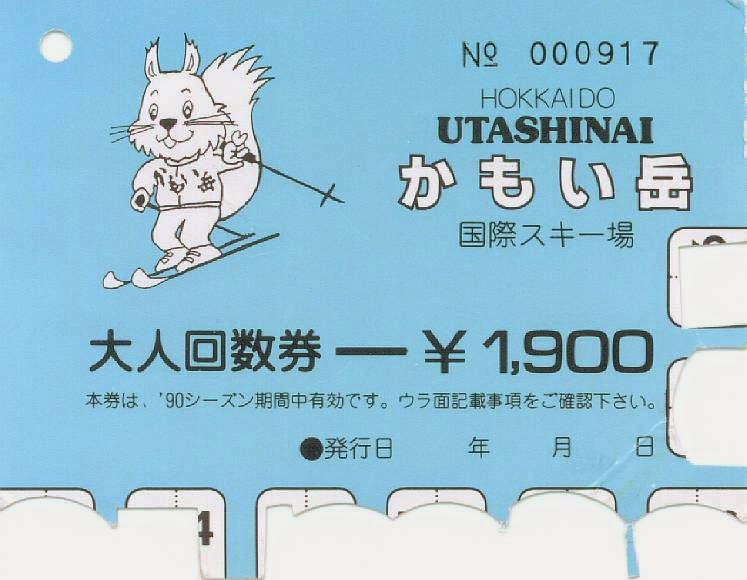 No 000917
HOKKAIDO
UTASHINAI
かもい岳
国際スキー場
大人回数券 ー ¥1,900
本券は、'90シーズン期間中有効です。ウラ面記載事項をご確認下さい。
●発行日 年 月 日
4